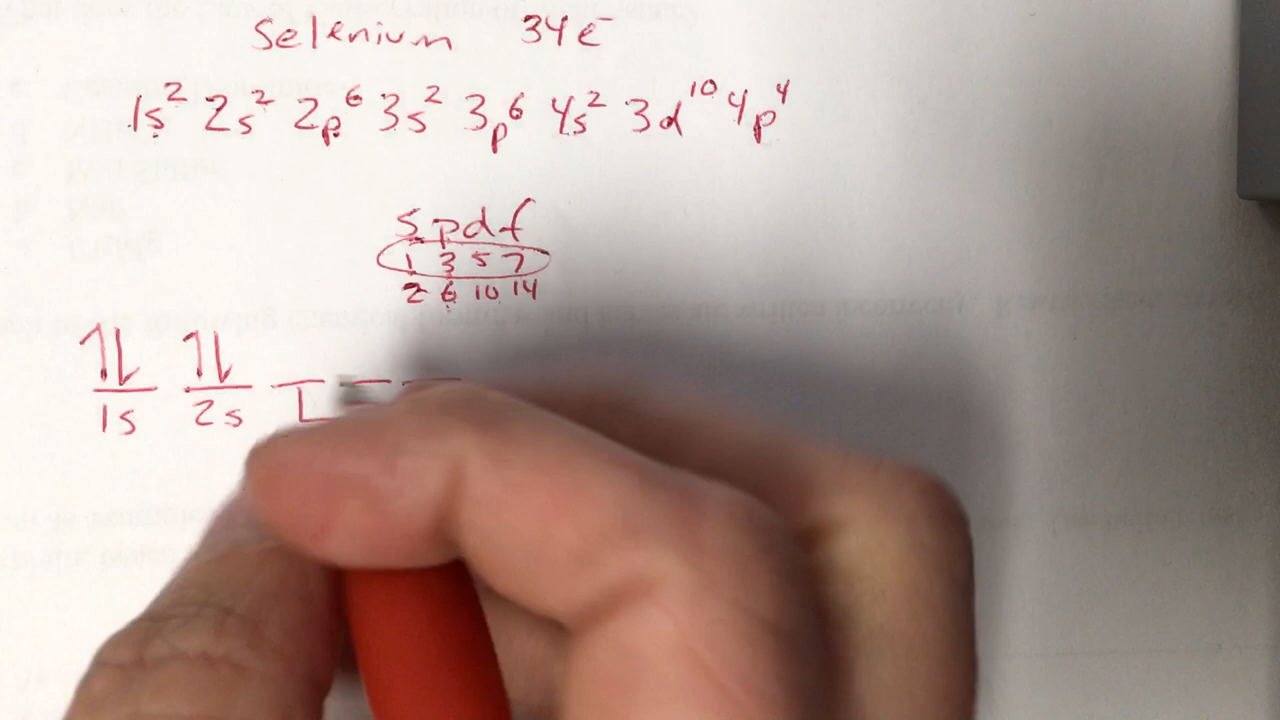 Selenium 34e⁻
1s² 2s² 2p⁶ 3s² 3p⁶ 4s² 3d¹⁰ 4p⁴
s p d f
1 3 5 7
2 6 10 14
1s 2s